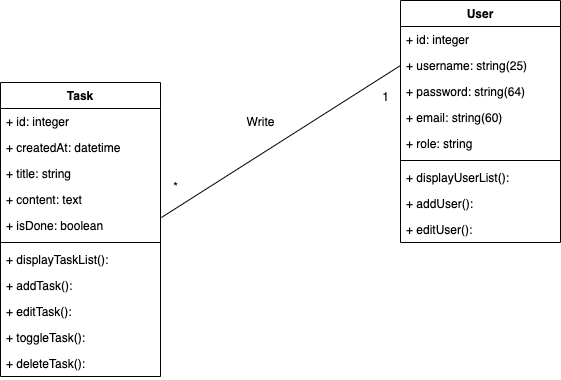 Task
+ id: integer
+ createdAt: datetime
+ title: string
+ content: text
+ isDone: boolean
+ displayTaskList():
+ addTask():
+ editTask():
+ toggleTask():
+ deleteTask():
*
Write
1
User
+ id: integer
+ username: string(25)
+ password: string(64)
+ email: string(60)
+ role: string
+ displayUserList():
+ addUser():
+ editUser():